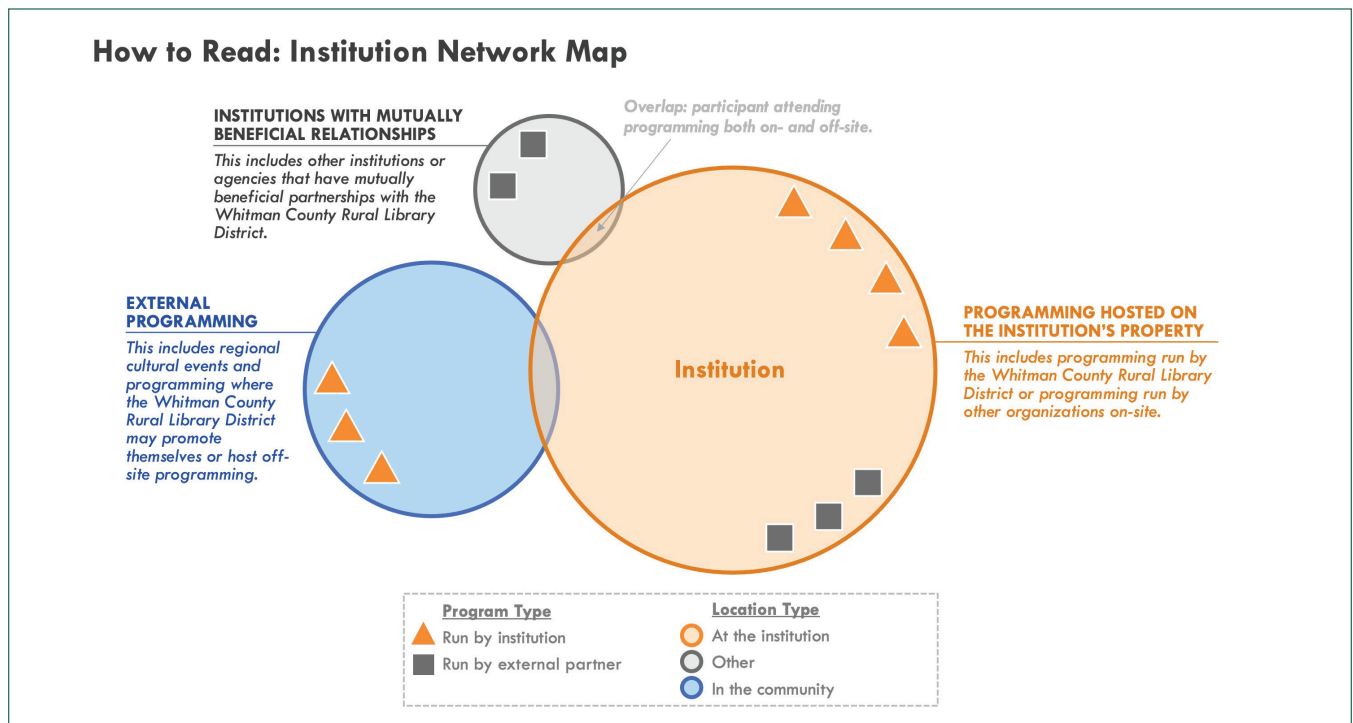 How to Read: Institution Network Map
INSTITUTIONS WITH MUTUALLY
BENEFICIAL RELATIONSHIPS
This includes other institutions or
agencies that have mutually
beneficial partnerships with the
Whitman County Rural Library
District.
Overlap: participant attending
programming both on- and off-site.
EXTERNAL
PROGRAMMING
This includes regional
cultural events and
programming where
the Whitman County
Rural Library District
may promote
themselves or host off-
site programming.
Institution
PROGRAMMING HOSTED ON
THE INSTITUTION'S PROPERTY
This includes programming run by
the Whitman County Rural Library
District or programming run by
other organizations on-site.
Program Type
Run by institution
Run by external partner
Location Type
At the institution
Other
In the community